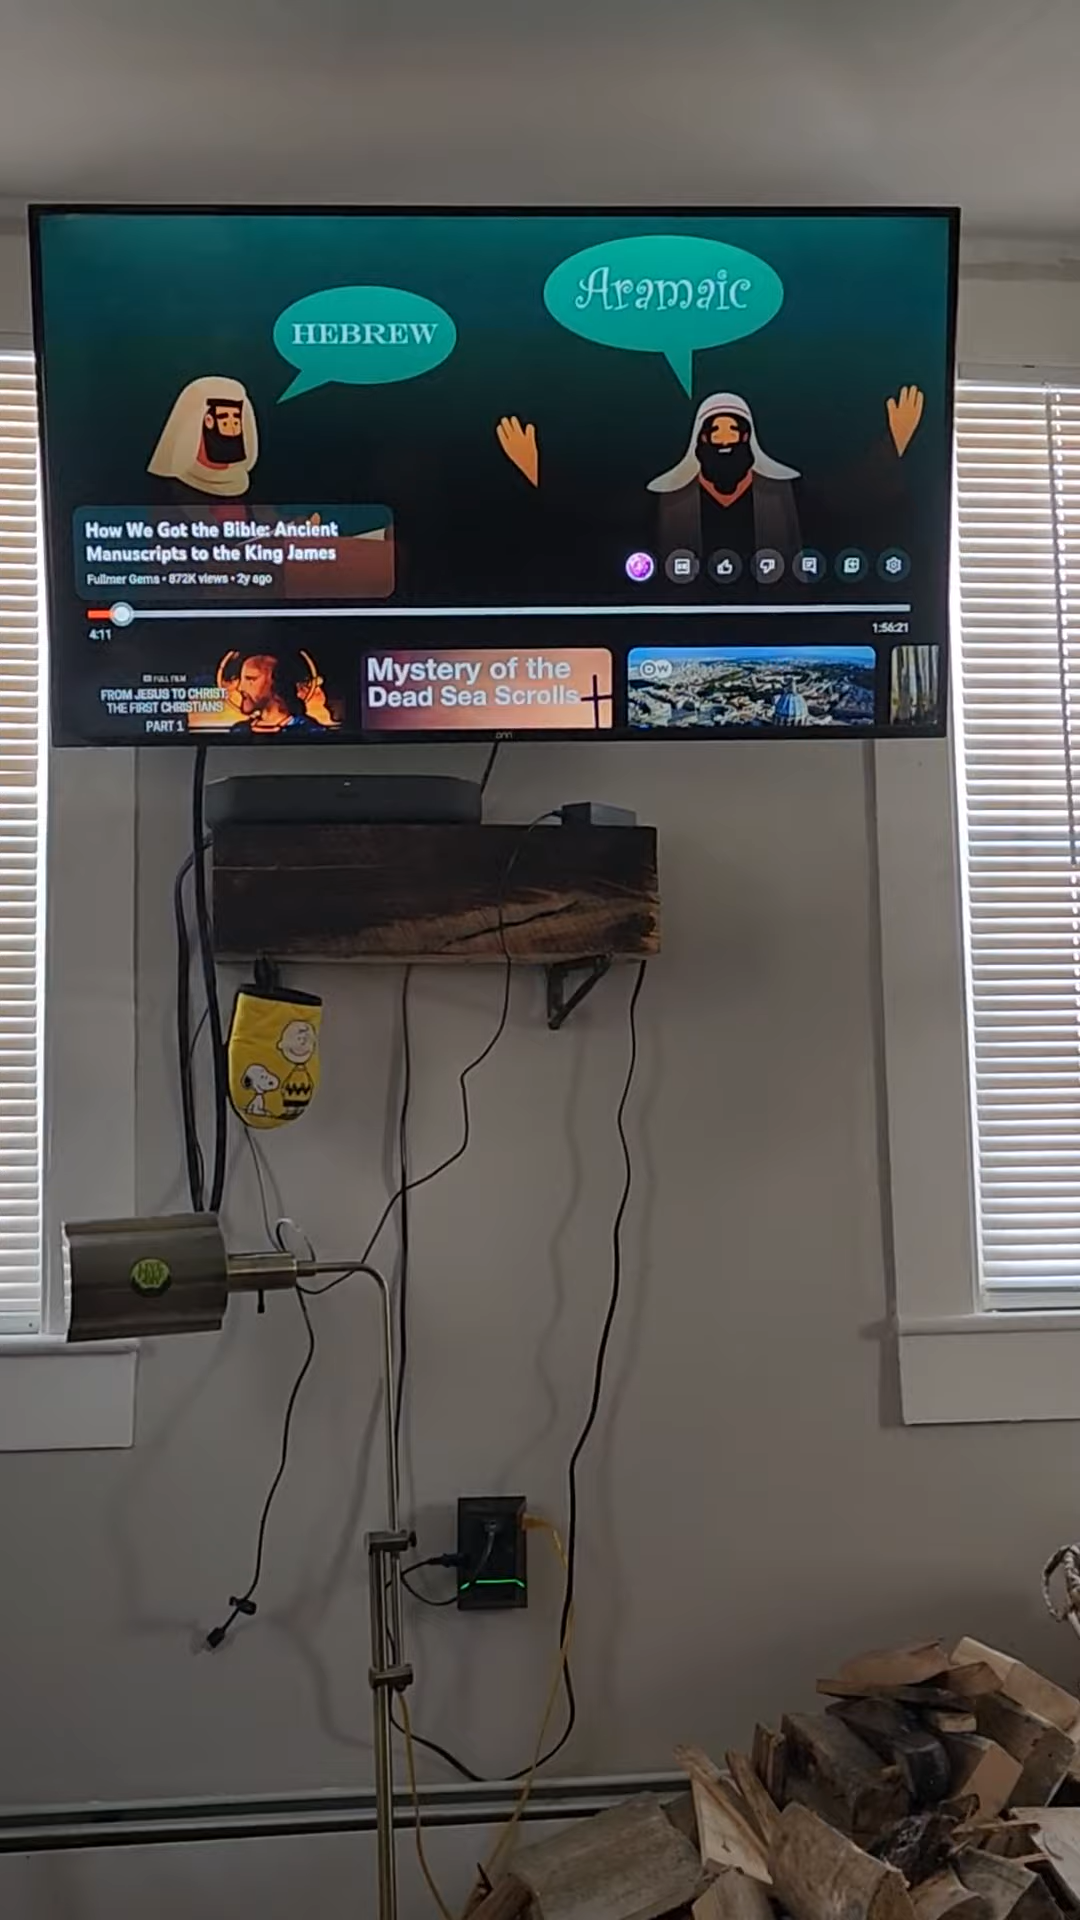 HEBREW
Aramaic
How We Got the Bible: Ancient
Manuscripts to the King James
Fullmer Gems • 872K views • 2y ago
4:11
1:56:21
FULL FILM
FROM JESUS TO CHRIST:
THE FIRST CHRISTIANS
PART 1
Mystery of the
Dead Sea Scrolls
DW
onn